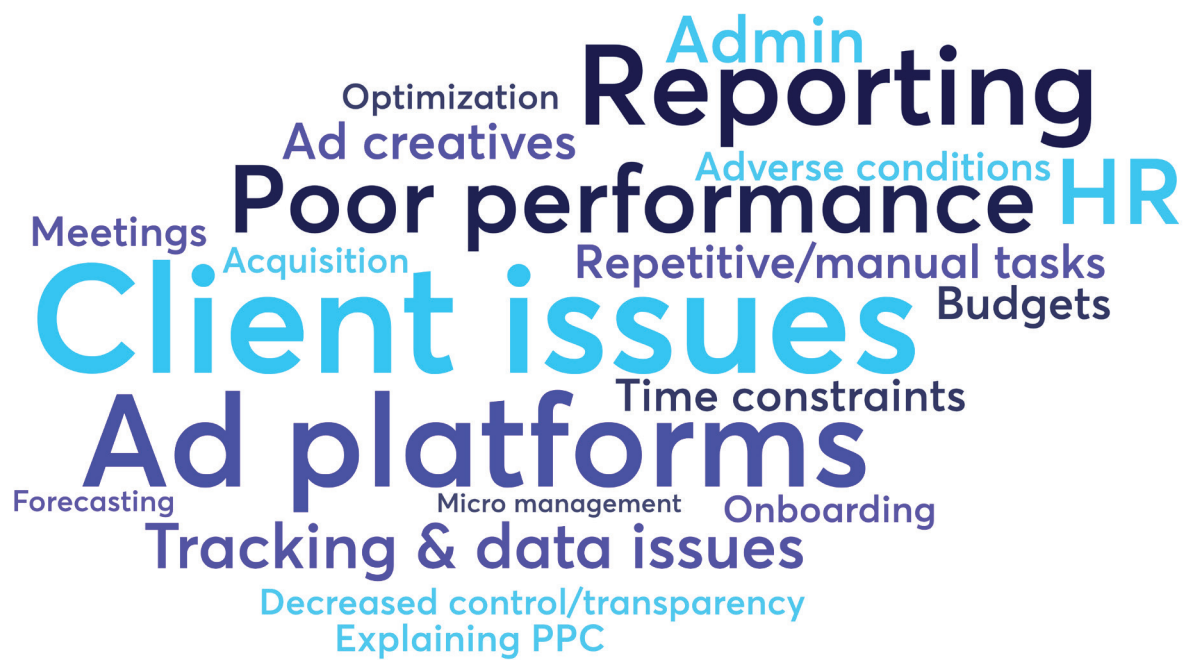 Admin
Reporting
Optimization
Ad creatives
Adverse conditions
Poor performance
HR
Meetings
Acquisition
Repetitive/manual tasks
Client issues
Budgets
Time constraints
Ad platforms
Forecasting
Micro management
Onboarding
Tracking & data issues
Decreased control/transparency
Explaining PPC